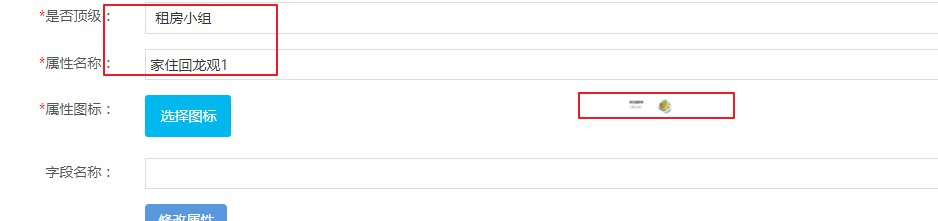 *是否顶级： 租房小组
*属性名称： 家住回龙观1
*属性图标： 选择图标
字段名称：
修改属性